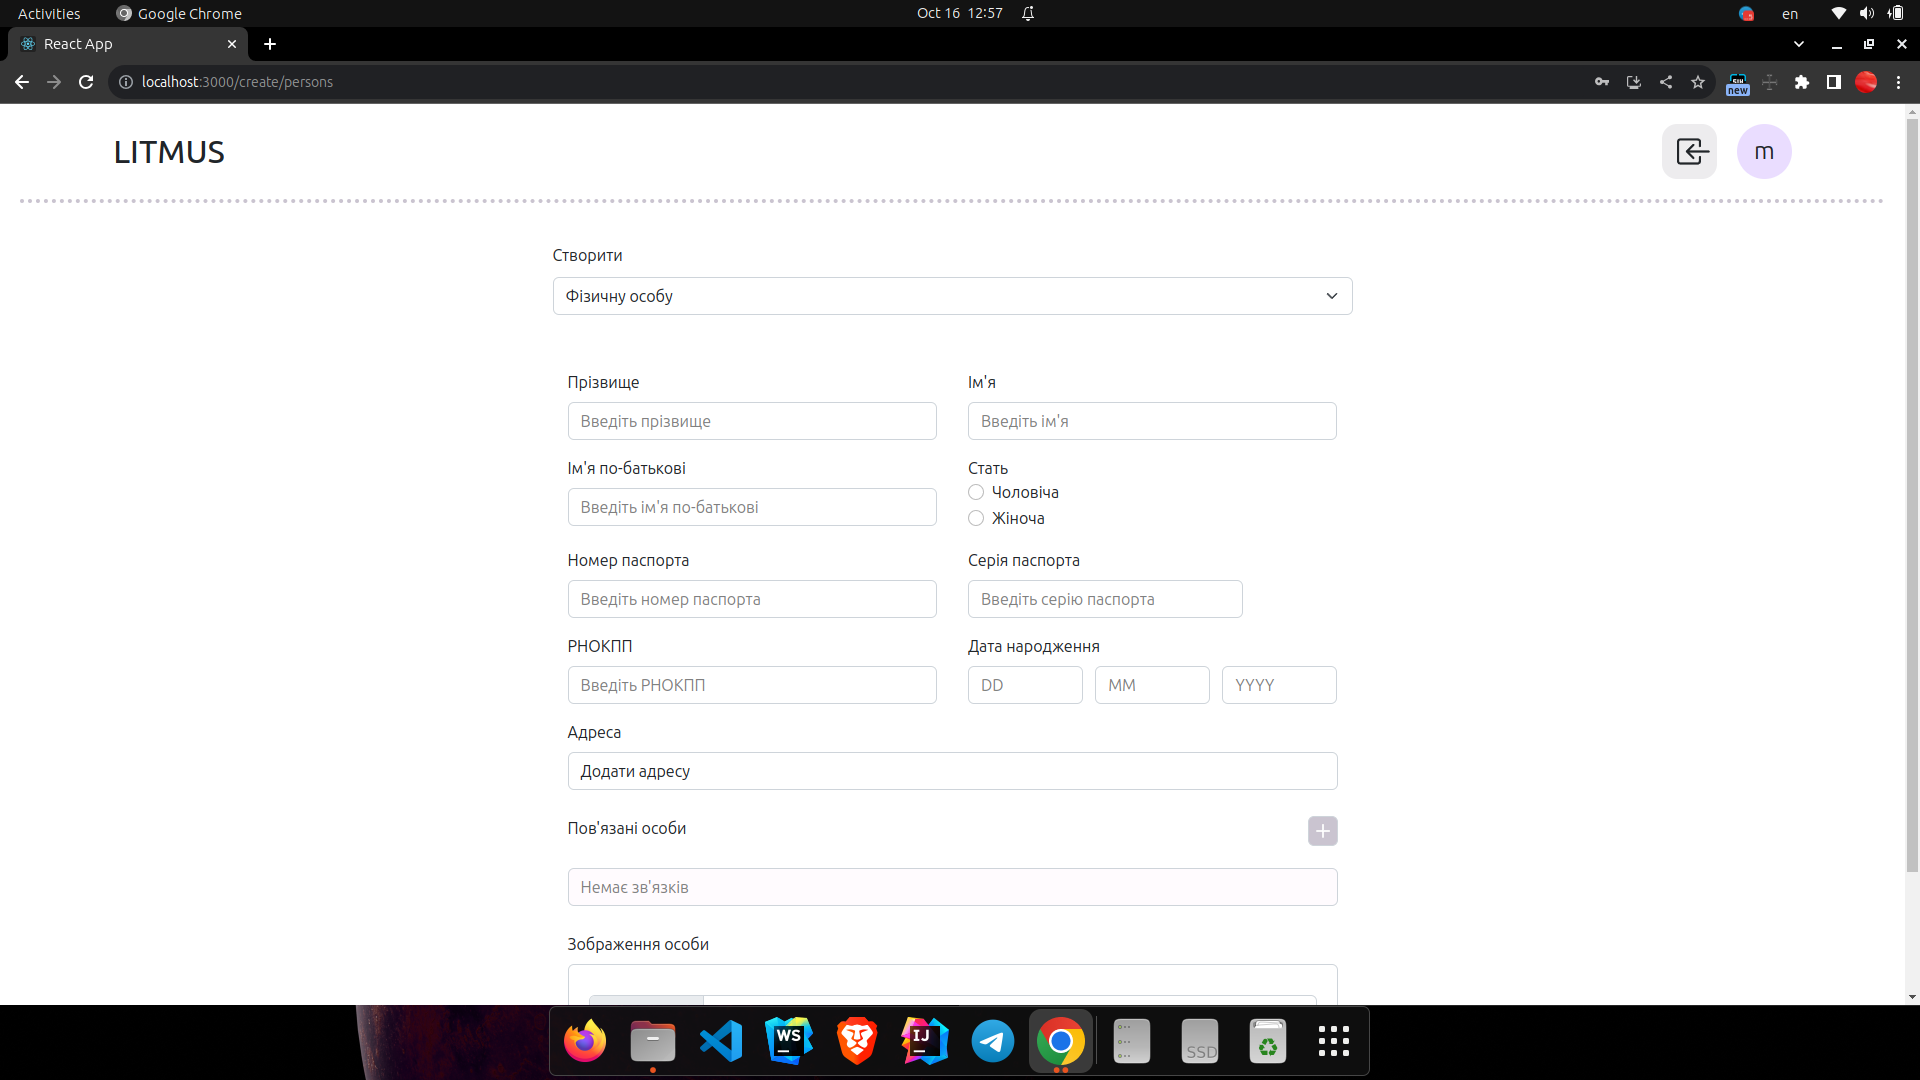 Activities Google Chrome Oct 16 12:57 en
React App
localhost:3000/create/persons new
LITMUS m
Створити
Фізичну особу
Прізвище Ім'я
Введіть прізвище Введіть ім'я
Ім'я по-батькові Стать
Чоловіча
Введіть ім'я по-батькові
Жіноча
Номер паспорта Серія паспорта
Введіть номер паспорта Введіть серію паспорта
РНОКПП Дата народження
Введіть РНОКПП DD MM YYYY
Адреса
Додати адресу
Пов'язані особи
Немає зв'язків
Зображення особи
WS IJ SSD